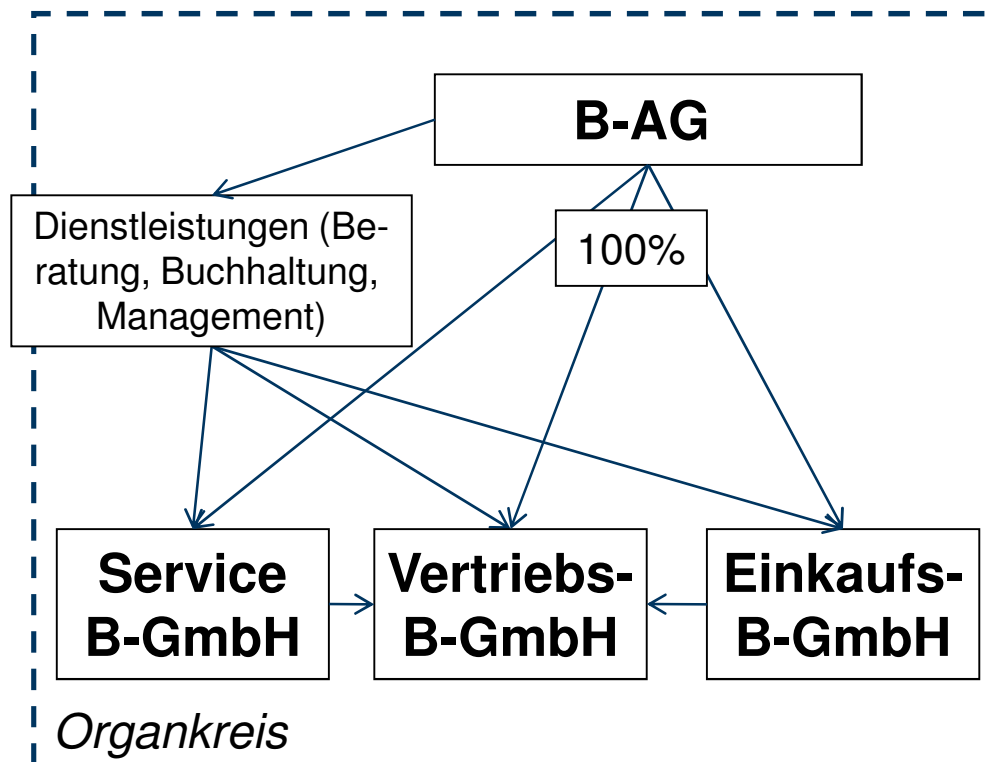 B-AG
Dienstleistungen (Be-
ratung, Buchhaltung,
Management)
100%
Service
B-GmbH
Vertriebs-
B-GmbH
Einkaufs-
B-GmbH
Organkreis